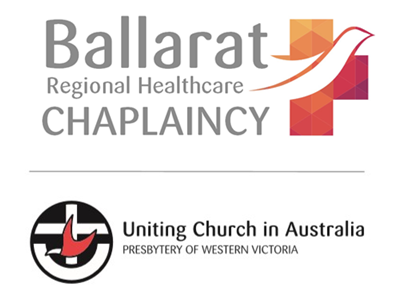 Ballarat
Regional Healthcare
CHAPLAINCY
Uniting Church in Australia
PRESBYTERY OF WESTERN VICTORIA